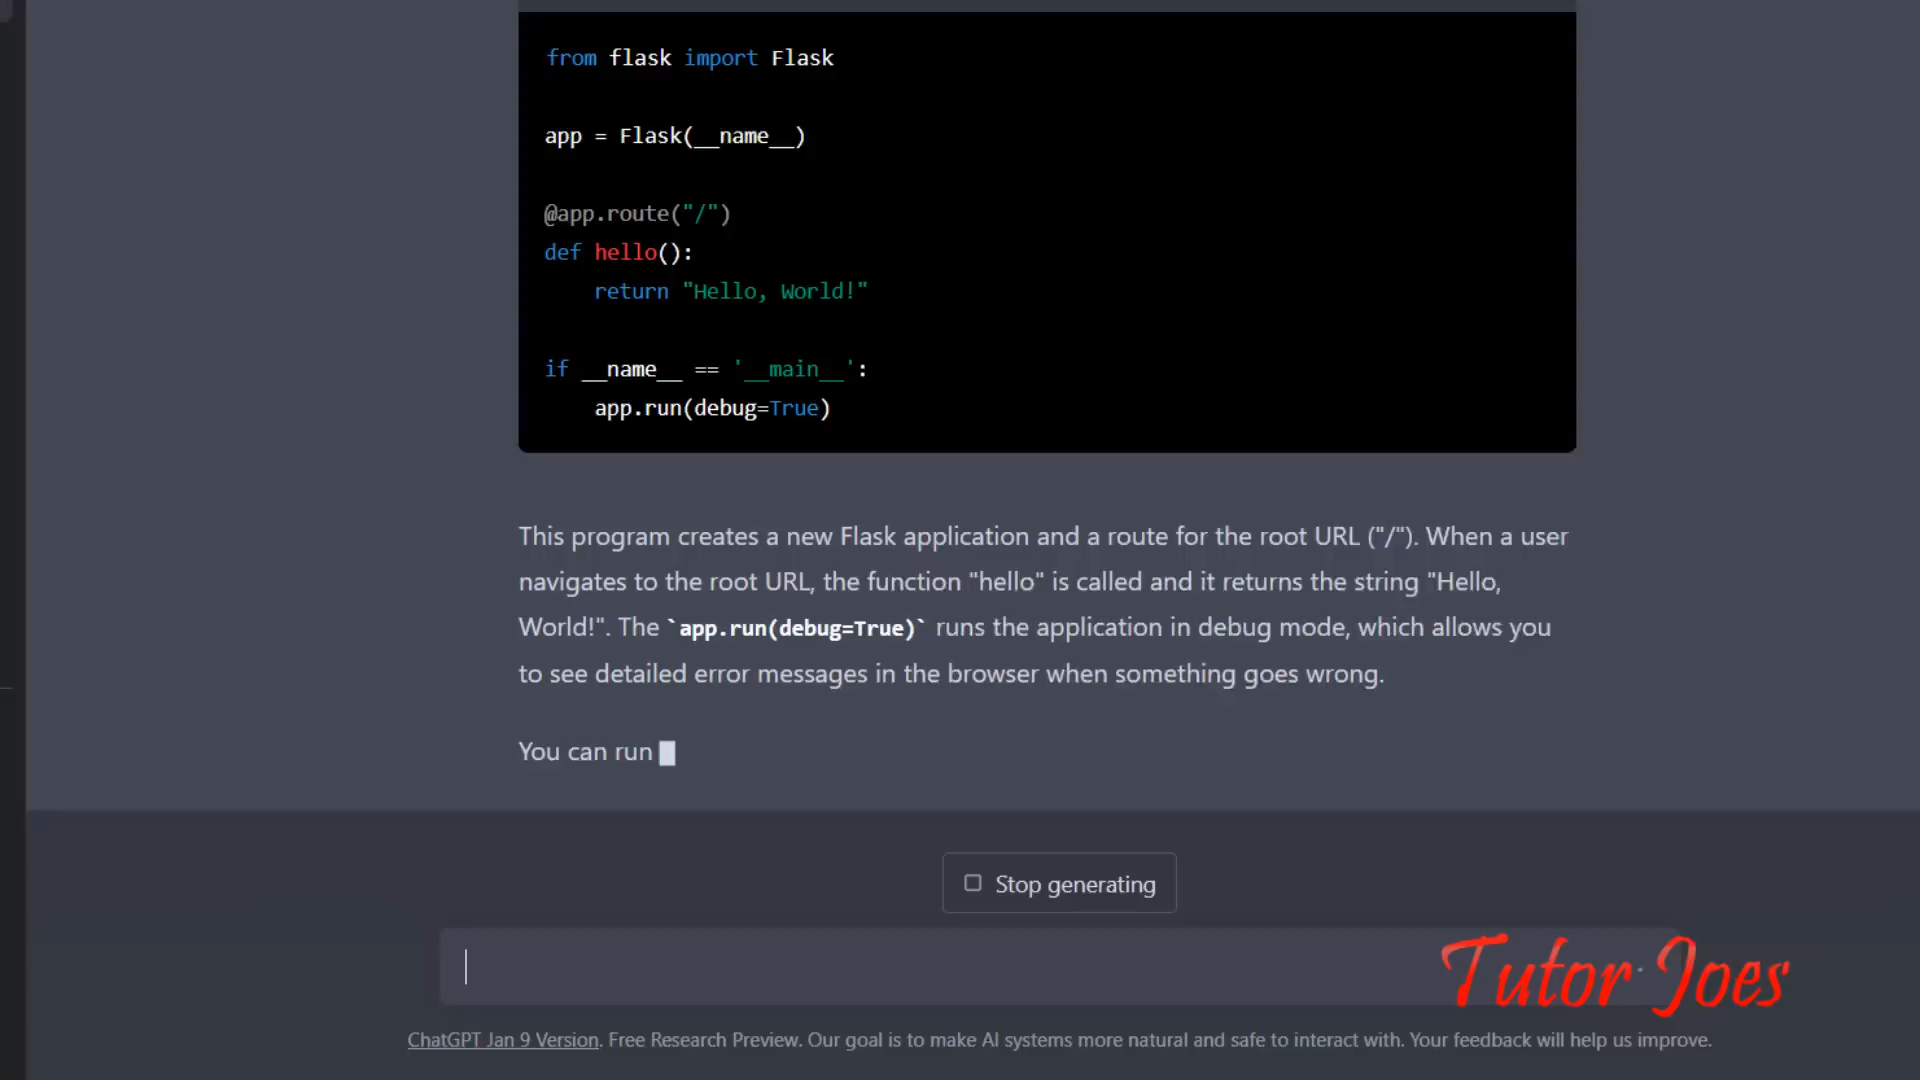 from flask import Flask
app = Flask(__name__)
@app.route("/")
def hello():
    return "Hello, World!"
if __name__ == '__main__':
    app.run(debug=True)
This program creates a new Flask application and a route for the root URL ("/"). When a user
navigates to the root URL, the function "hello" is called and it returns the string "Hello,
World!". The `app.run(debug=True)` runs the application in debug mode, which allows you
to see detailed error messages in the browser when something goes wrong.
You can run
Stop generating
Tutor Joes
ChatGPT Jan 9 Version. Free Research Preview. Our goal is to make AI systems more natural and safe to interact with. Your feedback will help us improve.